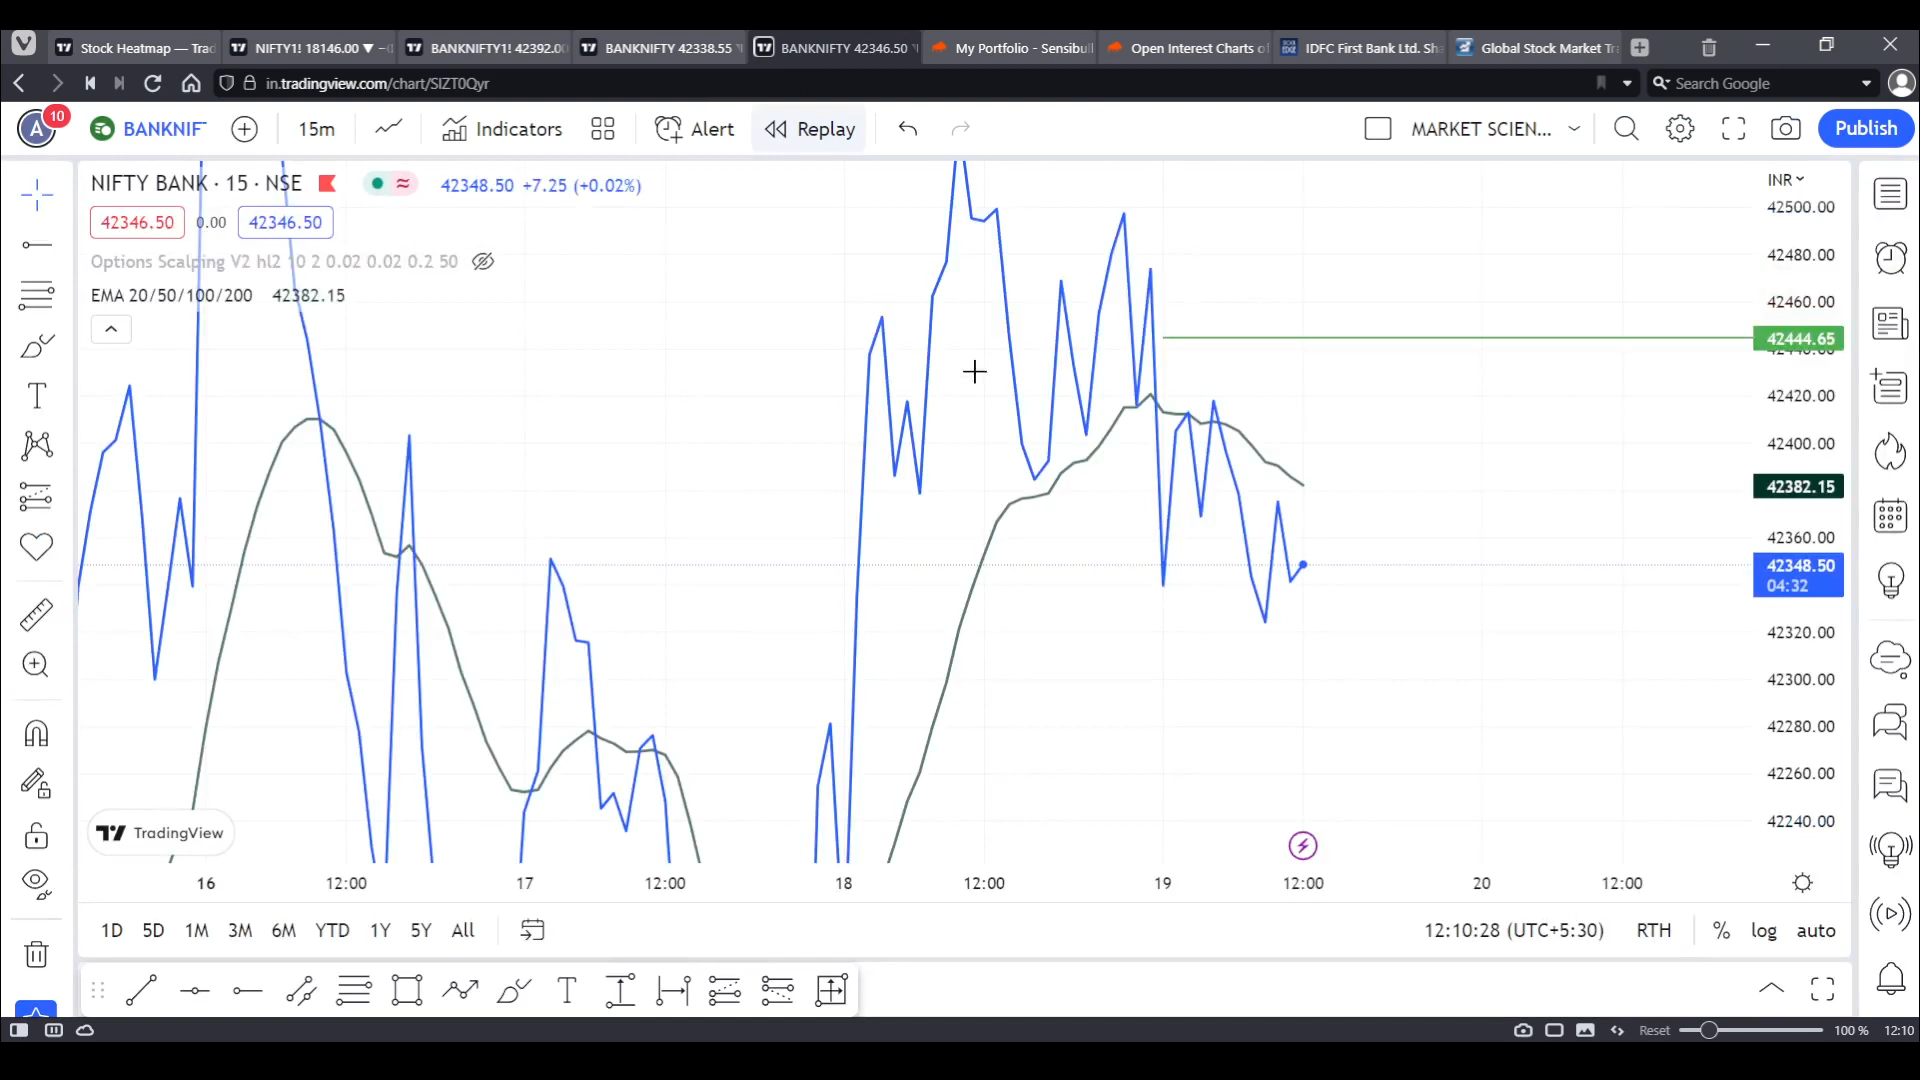 Stock Heatmap — Trad
NIFTY1! 18146.00 ▼ −0
BANKNIFTY1! 42392.00
BANKNIFTY 42338.55
BANKNIFTY 42346.50
My Portfolio - Sensibull
Open Interest Charts of
IDFC First Bank Ltd. Sha
Global Stock Market Tr
in.tradingview.com/chart/SlZT0Qyr
Search Google
A
10
BANKNIF
15m
Indicators
Alert
Replay
MARKET SCIEN...
Publish
NIFTY BANK · 15 · NSE
42348.50 +7.25 (+0.02%)
INR
42346.50
0.00
42346.50
Options Scalping V2 hl2 10 2 0.02 0.02 0.2 50
EMA 20/50/100/200 42382.15
42500.00
42480.00
42460.00
42444.65
42440.00
42420.00
42400.00
42382.15
42360.00
42348.50
04:32
42320.00
42300.00
42280.00
42260.00
42240.00
TradingView
16
12:00
17
12:00
18
12:00
19
12:00
20
12:00
1D
5D
1M
3M
6M
YTD
1Y
5Y
All
12:10:28 (UTC+5:30)
RTH
%
log
auto
Reset
100 %
12:10